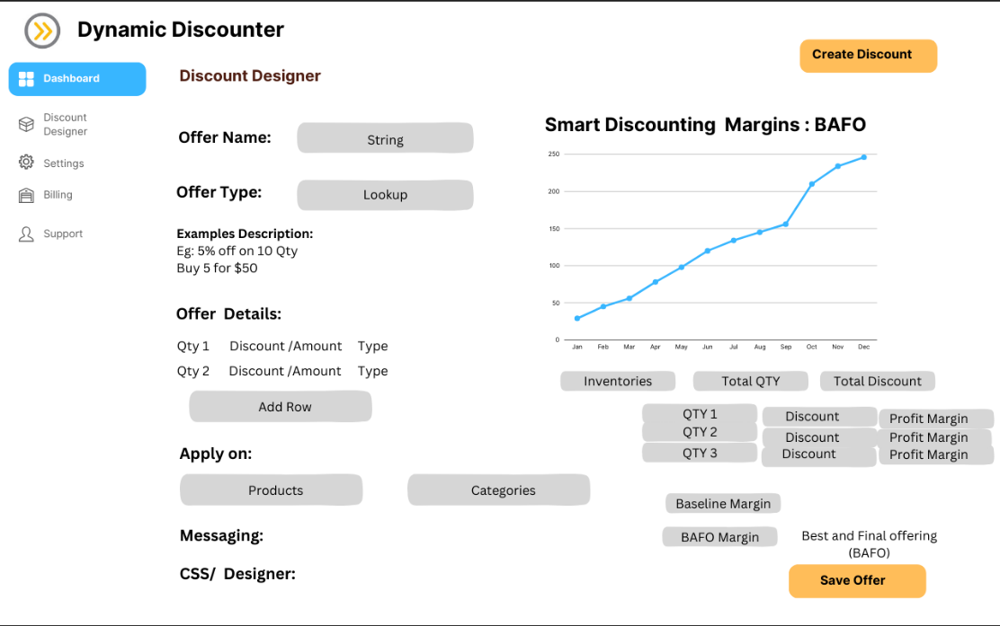 Dynamic Discounter
Create Discount
Dashboard
Discount
Designer
Settings
Billing
Support
Discount Designer
Offer Name:
String
Offer Type:
Lookup
Examples Description:
Eg: 5% off on 10 Qty
Buy 5 for $50
Offer Details:
Qty 1 Discount /Amount Type
Qty 2 Discount /Amount Type
Add Row
Apply on:
Products
Categories
Messaging:
CSS/ Designer:
Smart Discounting Margins : BAFO
250
200
150
100
50
0
Jan Feb Mar Apr May Jun Jul Aug Sep Oct Nov Dec
Inventories Total QTY Total Discount
QTY 1 Discount Profit Margin
QTY 2 Discount Profit Margin
QTY 3 Discount Profit Margin
Baseline Margin
BAFO Margin
Best and Final offering
(BAFO)
Save Offer